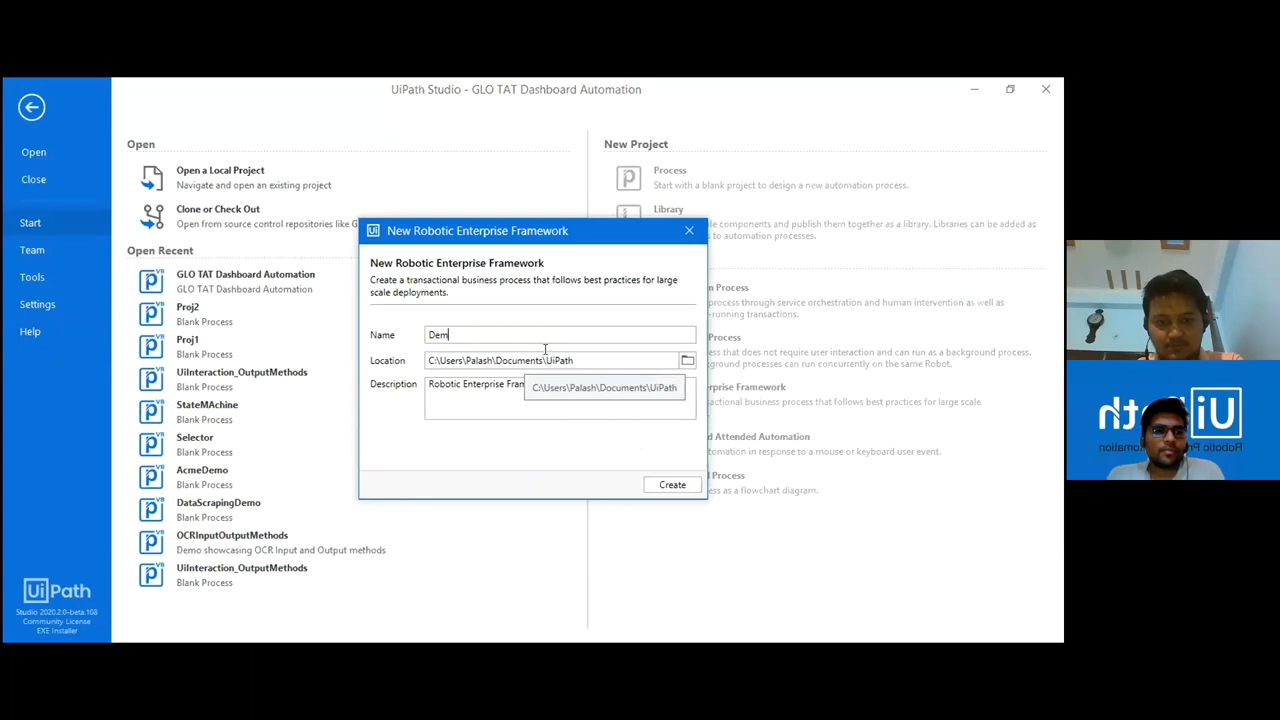 UiPath Studio - GLO TAT Dashboard Automation
Open
Close
Start
Team
Tools
Settings
Help
UiPath
Studio 2020.2.0-beta.108
Community License
EXE Installer
Open
Open a Local Project
Navigate and open an existing project
Clone or Check Out
Open from source control repositories like G
Open Recent
GLO TAT Dashboard Automation
GLO TAT Dashboard Automation
Proj2
Blank Process
Proj1
Blank Process
UiInteraction_OutputMethods
Blank Process
StateMAchine
Blank Process
Selector
Blank Process
AcmeDemo
Blank Process
DataScrapingDemo
Blank Process
OCRInputOutputMethods
Demo showcasing OCR Input and Output methods
UiInteraction_OutputMethods
Blank Process
New Project
Process
Start with a blank project to design a new automation process.
Library
components and publish them together as a library. Libraries can be added as
s to automation projects.
n Process
process through service orchestration and human intervention as well as
-running transactions.
Process
s that does not require user interaction and can run as a background process.
ckground processes can run concurrently on the same Robot.
erprise Framework
actional business process that follows best practices for large scale
d Attended Automation
tomation in response to a mouse or keyboard user event.
d Process
ess as a flowchart diagram.
Ui New Robotic Enterprise Framework
New Robotic Enterprise Framework
Create a transactional business process that follows best practices for large
scale deployments.
Name
Dem
Location
C:\Users\Palash\Documents\UiPath
Description
Robotic Enterprise Fram
C:\Users\Palash\Documents\UiPath
Create
UiPath